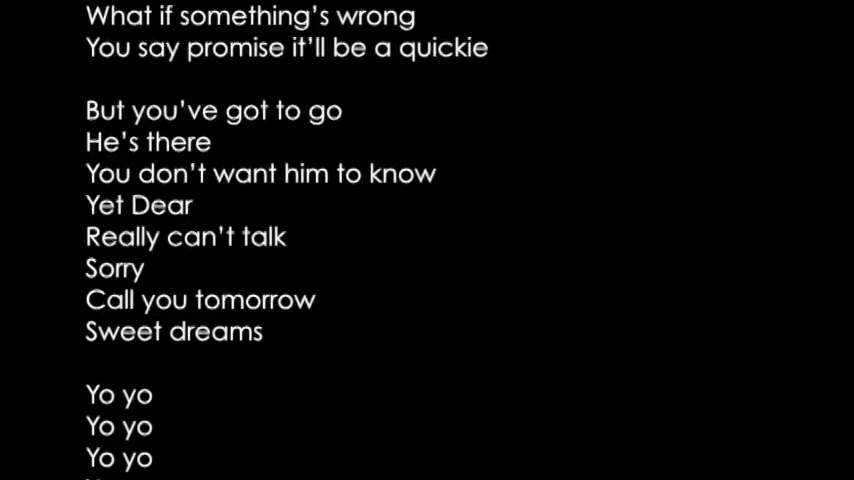 What if something's wrong
You say promise it'll be a quickie
But you've got to go
He's there
You don't want him to know
Yet Dear
Really can't talk
Sorry
Call you tomorrow
Sweet dreams
Yo yo
Yo yo
Yo yo